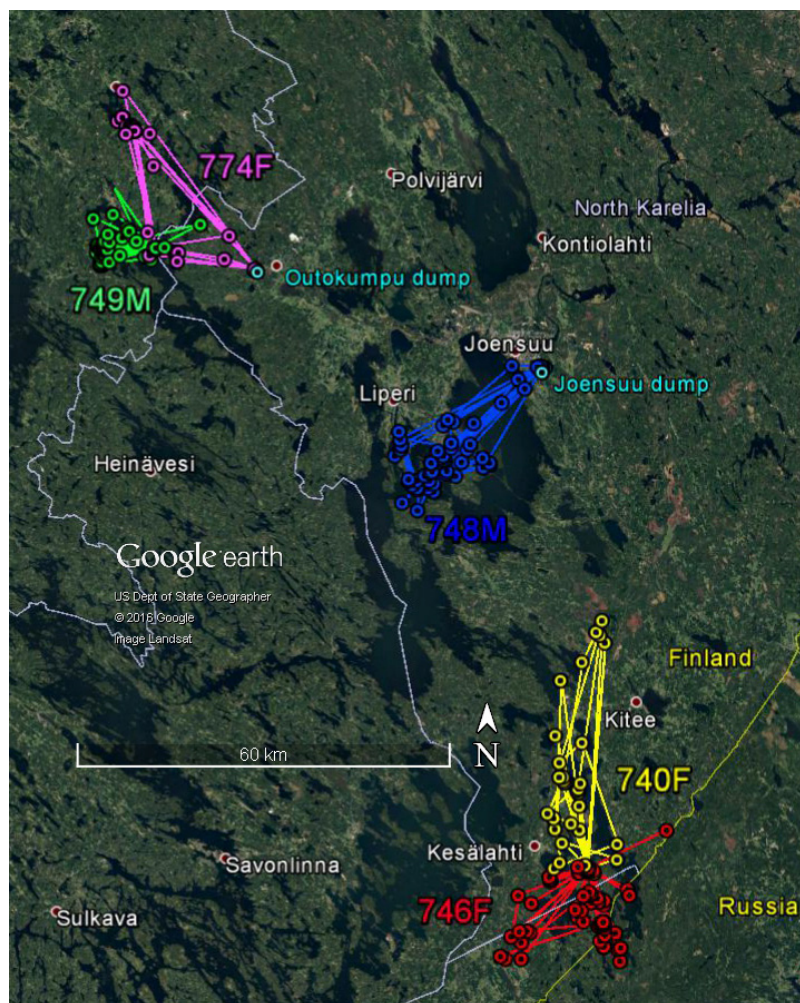 774F
Polvijärvi
North Karelia
Kontiolahti
Outokumpu dump
749M
Joensuu
Joensuu dump
Liperi
Heinävesi
748M
Google earth
US Dept of State Geographer
© 2016 Google
Image Landsat
Finland
Kitee
N
60 km
740F
Kesälahti
Savonlinna
746F
Russia
Sulkava